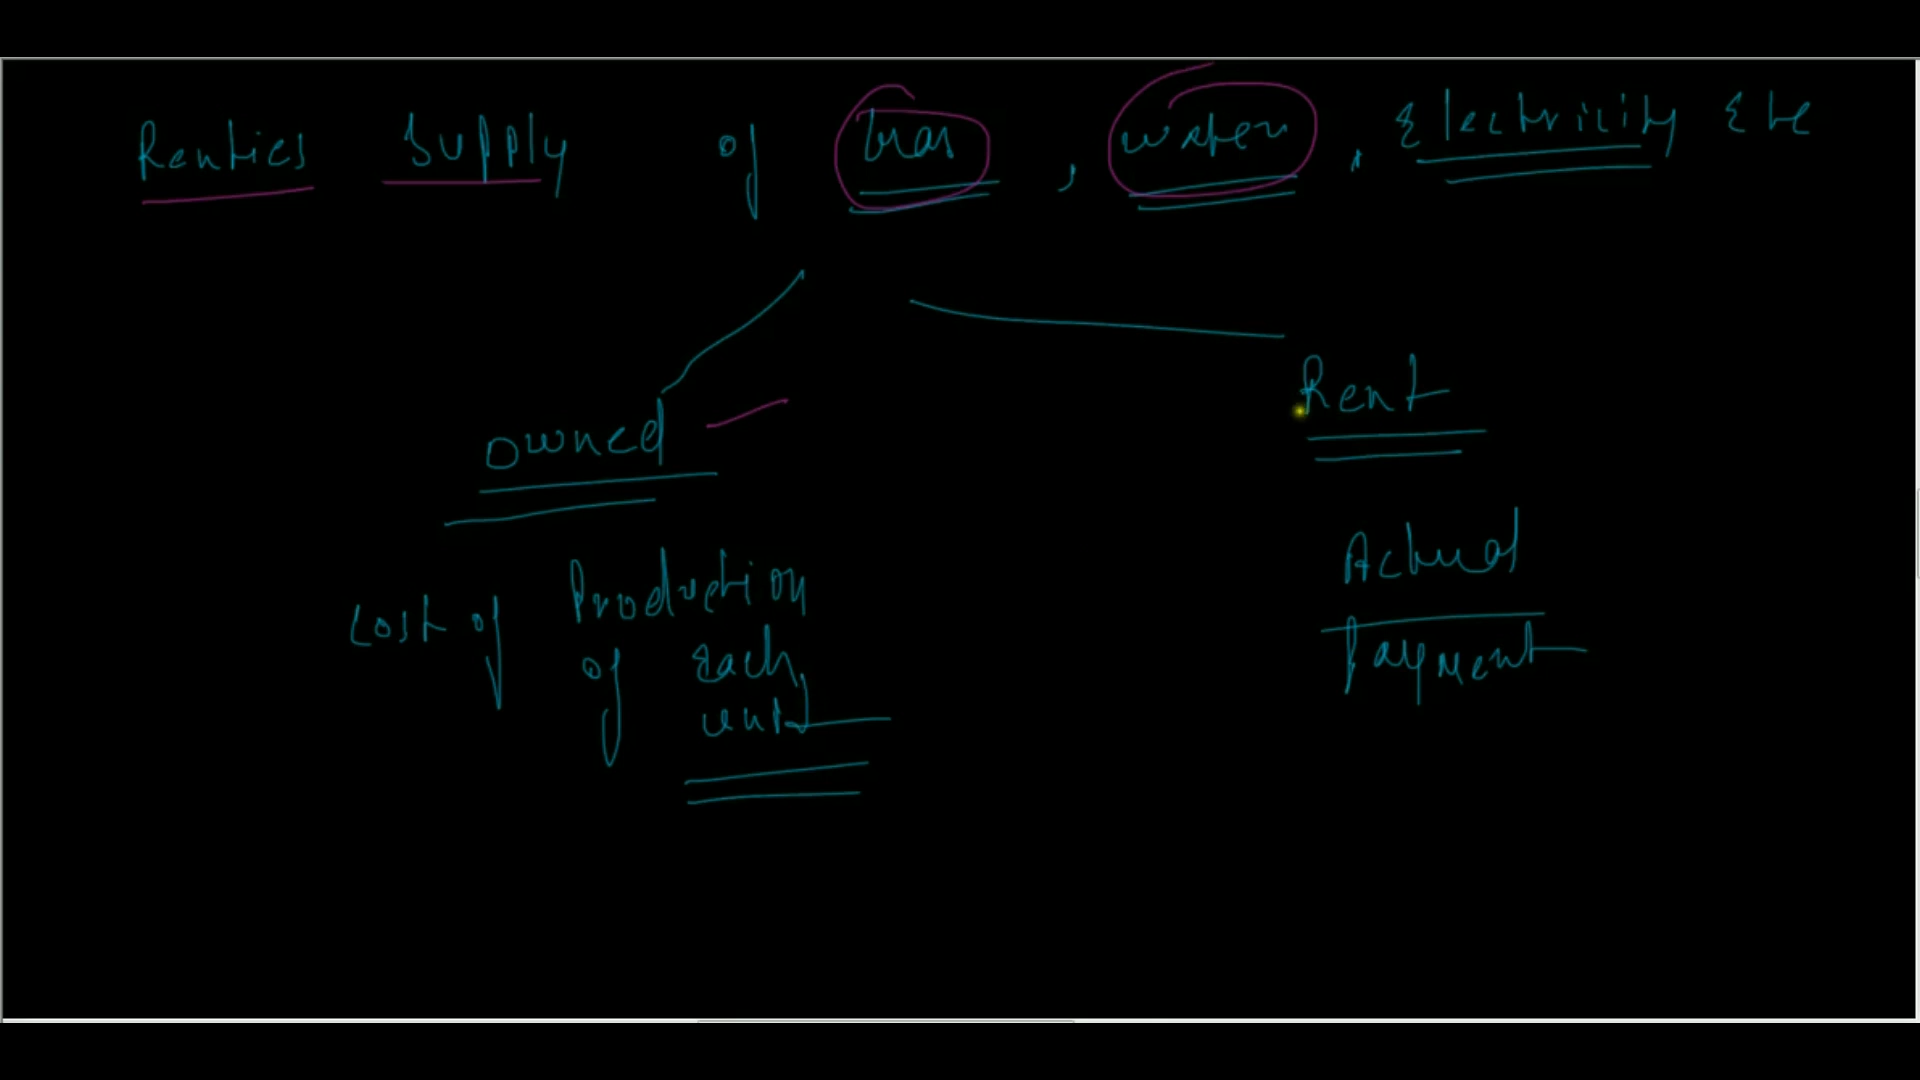 Renties Supply of Gas, Water, Electricity Etc
Owned
Rent
Cost of Production
of Each
unit
Actual
Payment